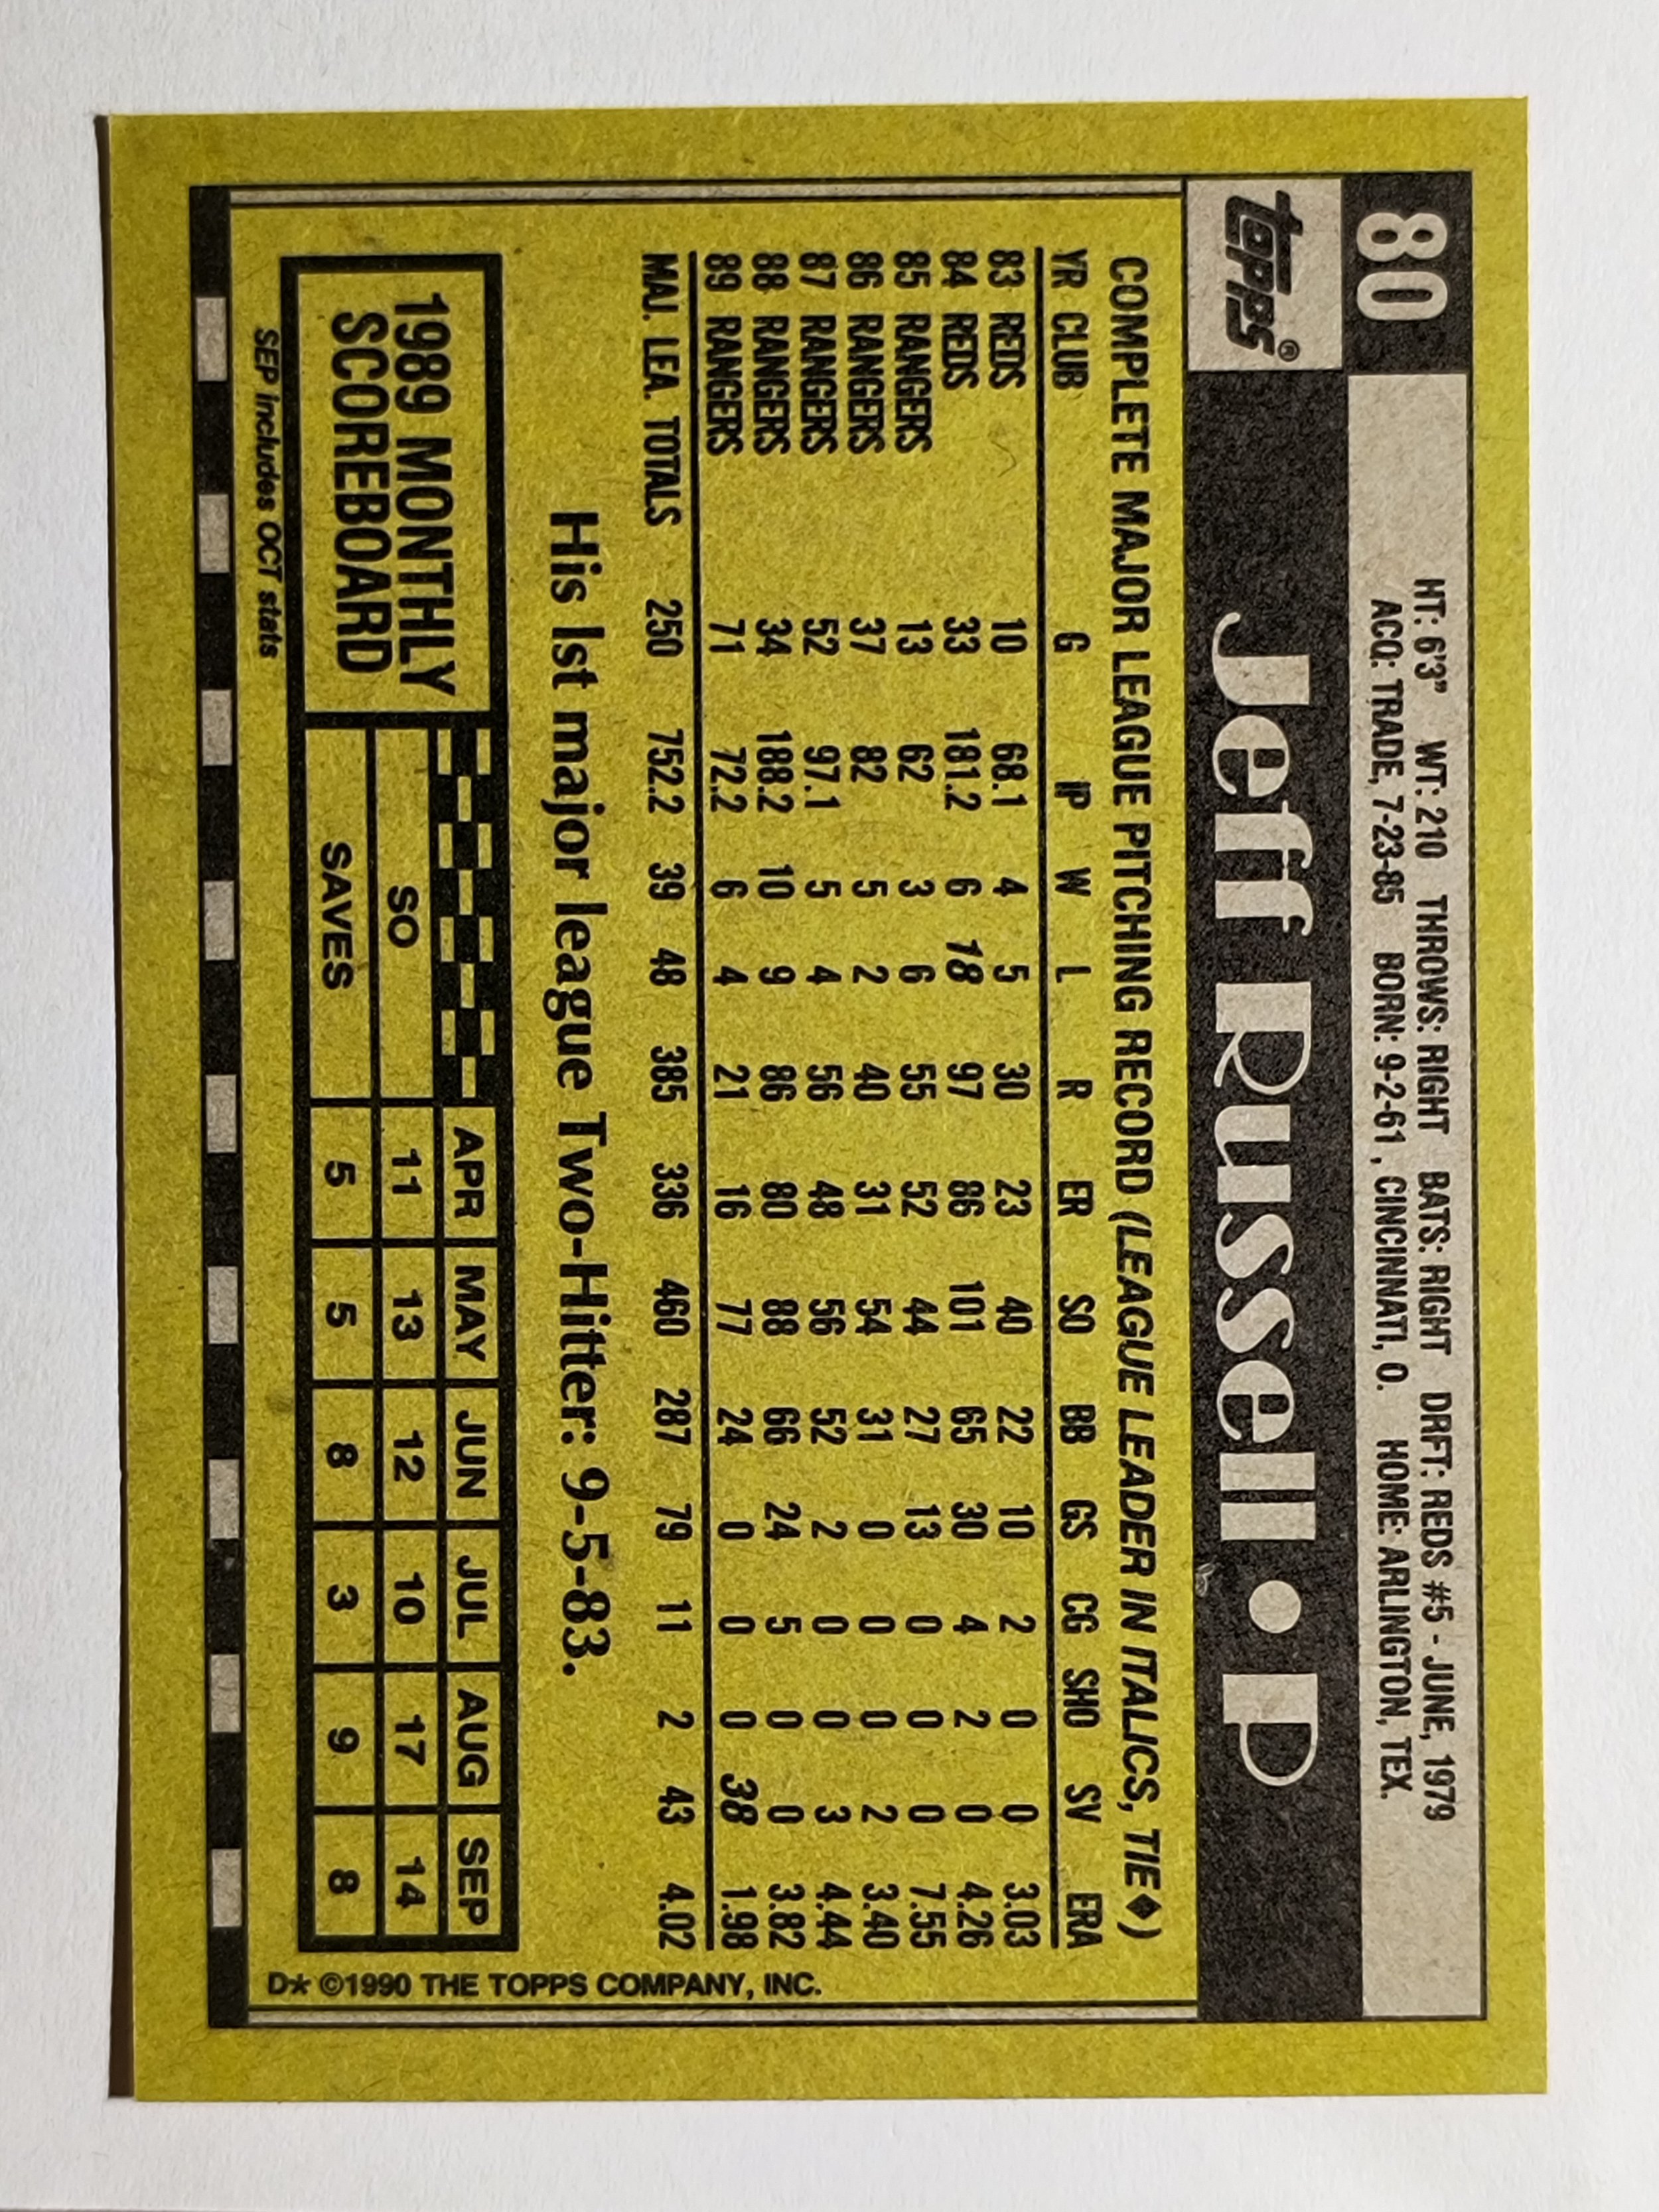 80
HT: 6'3" WT: 210 THROWS: RIGHT BATS: RIGHT DRFT: REDS #5 - JUNE, 1979
ACQ: TRADE, 7-23-85 BORN: 9-2-61, CINCINNATI, O. HOME: ARLINGTON, TEX.
topps® Jeff Russell • P
COMPLETE MAJOR LEAGUE PITCHING RECORD (LEAGUE LEADER IN ITALICS, TIE◆)
YR CLUB G IP W L R ER SO BB GS CG SHO SV ERA
83 REDS 10 68.1 4 5 30 23 40 22 10 2 0 0 3.03
84 REDS 33 181.2 6 18 97 86 101 65 30 4 2 0 4.26
85 RANGERS 13 62 3 6 55 52 44 27 13 0 0 0 7.55
86 RANGERS 37 82 5 2 40 31 54 31 0 0 0 2 3.40
87 RANGERS 52 97.1 5 4 56 48 56 52 2 0 0 3 4.44
88 RANGERS 34 188.2 10 9 86 80 88 66 24 5 0 0 3.82
89 RANGERS 71 72.2 6 4 21 16 77 24 0 0 0 38 1.98
MAJ. LEA. TOTALS 250 752.2 39 48 385 336 460 287 79 11 2 43 4.02
His 1st major league Two-Hitter: 9-5-83.
1989 MONTHLY
SCOREBOARD
APR MAY JUN JUL AUG SEP
SO 11 13 12 10 17 14
SAVES 5 5 8 3 9 8
SEP includes OCT stats
D* ©1990 THE TOPPS COMPANY, INC.